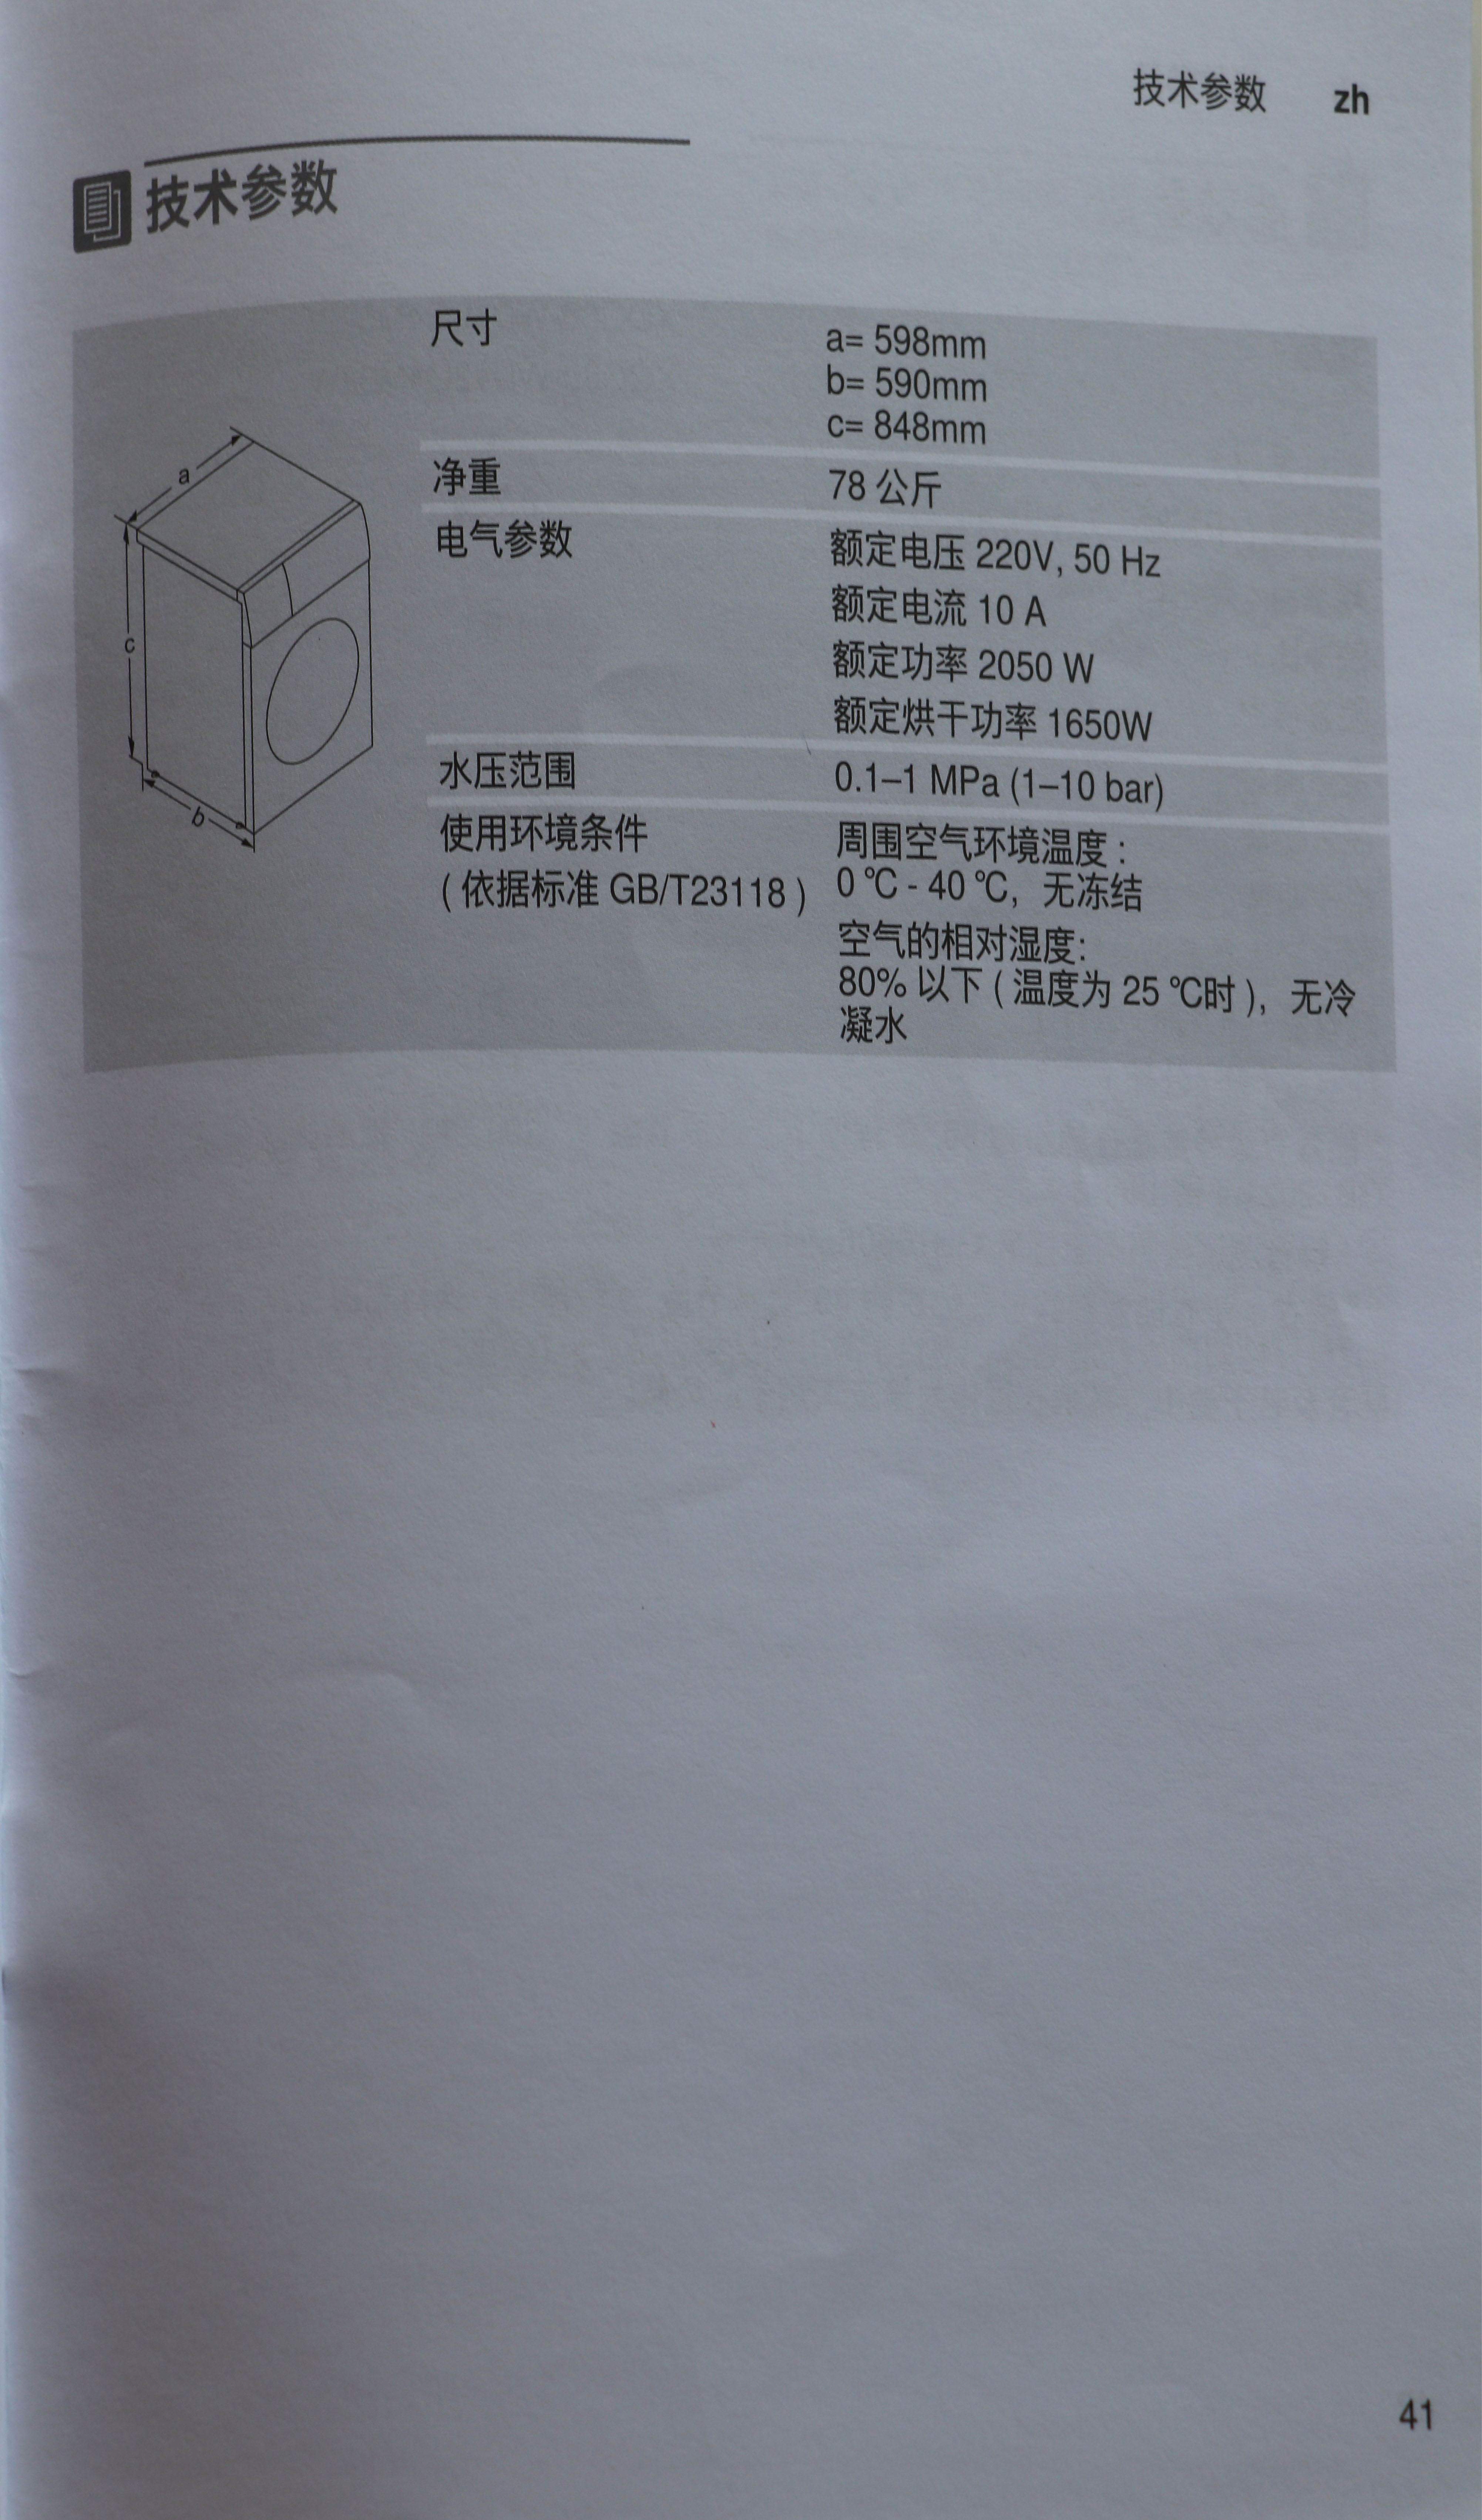 技术参数 zh
技术参数
尺寸
a= 598mm
b= 590mm
c= 848mm
净重
78 公斤
电气参数
额定电压 220V, 50 Hz
额定电流 10 A
额定功率 2050 W
额定烘干功率 1650W
水压范围
0.1–1 MPa (1–10 bar)
使用环境条件
( 依据标准 GB/T23118 )
周围空气环境温度 :
0 ℃ - 40 ℃, 无冻结
空气的相对湿度:
80% 以下 ( 温度为 25 ℃时 ), 无冷
凝水
a
c
b
41